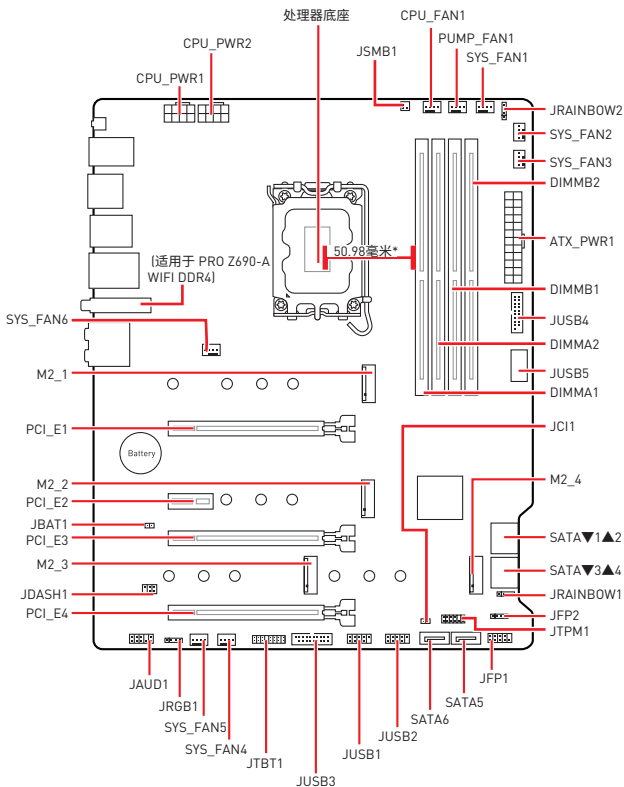 处理器底座
CPU_FAN1
PUMP_FAN1
SYS_FAN1
CPU_PWR2
JSMB1
CPU_PWR1
JRAINBOW2
SYS_FAN2
SYS_FAN3
DIMMB2
50.98毫米*
ATX_PWR1
(适用于 PRO Z690-A
WIFI DDR4)
DIMMB1
SYS_FAN6
JUSB4
DIMMA2
M2_1
JUSB5
DIMMA1
PCI_E1
JCI1
Battery
M2_2
M2_4
PCI_E2
JBAT1
PCI_E3
SATA▼1▲2
M2_3
SATA▼3▲4
JDASH1
JRAINBOW1
PCI_E4
JFP2
JTPM1
JAUD1
JFP1
JRGB1
SATA5
SATA6
SYS_FAN5
JUSB2
SYS_FAN4
JUSB1
JTBT1
JUSB3